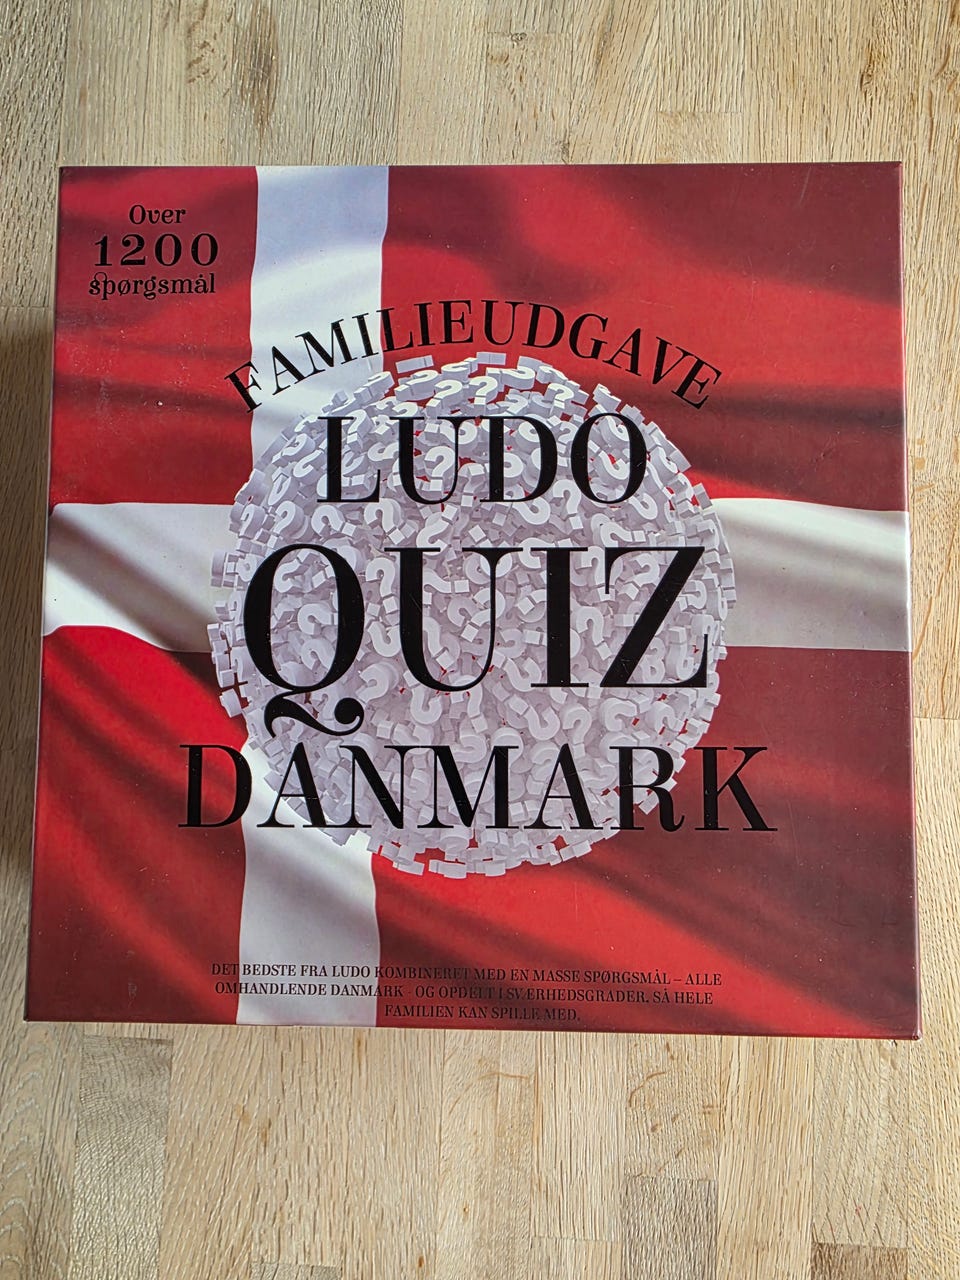 Over
1200
spørgsmål
FAMILIEUDGAVE
LUDO
QUIZ
DANMARK
DET BEDSTE FRA LUDO KOMBINERET MED EN MASSE SPØRGSMÅL – ALLE
OMHANDLENDE DANMARK - OG OPDELT I SVÆRHEDSGRADER. SÅ HELE
FAMILIEN KAN SPILLE MED.